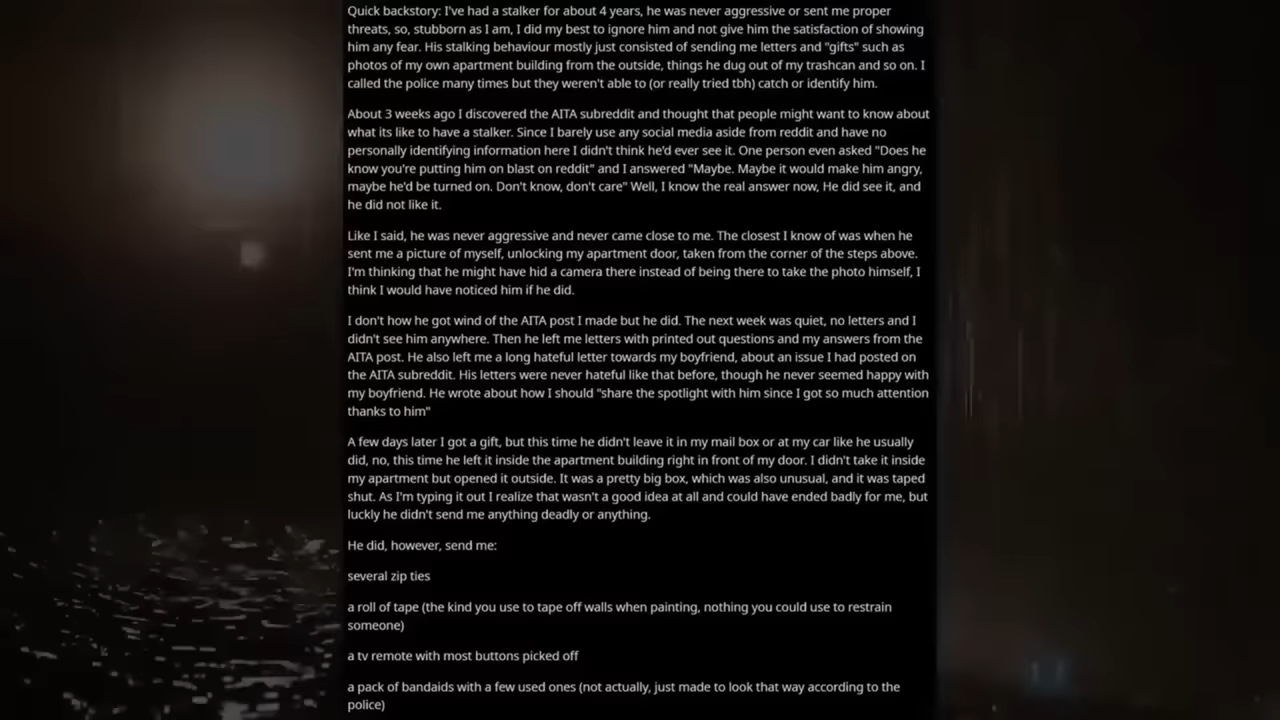 Quick backstory: I've had a stalker for about 4 years, he was never aggressive or sent me proper
threats, so, stubborn as I am, I did my best to ignore him and not give him the satisfaction of showing
him any fear. His stalking behaviour mostly just consisted of sending me letters and "gifts" such as
photos of my own apartment building from the outside, things he dug out of my trashcan and so on. I
called the police many times but they weren't able to (or really tried tbh) catch or identify him.
About 3 weeks ago I discovered the AITA subreddit and thought that people might want to know about
what its like to have a stalker. Since I barely use any social media aside from reddit and have no
personally identifying information here I didn't think he'd ever see it. One person even asked "Does he
know you're putting him on blast on reddit" and I answered "Maybe. Maybe it would make him angry,
maybe he'd be turned on. Don't know, don't care" Well, I know the real answer now, He did see it, and
he did not like it.
Like I said, he was never aggressive and never came close to me. The closest I know of was when he
sent me a picture of myself, unlocking my apartment door, taken from the corner of the steps above.
I'm thinking that he might have hid a camera there instead of being there to take the photo himself, I
think I would have noticed him if he did.
I don't how he got wind of the AITA post I made but he did. The next week was quiet, no letters and I
didn't see him anywhere. Then he left me letters with printed out questions and my answers from the
AITA post. He also left me a long hateful letter towards my boyfriend, about an issue I had posted on
the AITA subreddit. His letters were never hateful like that before, though he never seemed happy with
my boyfriend. He wrote about how I should "share the spotlight with him since I got so much attention
thanks to him"
A few days later I got a gift, but this time he didn't leave it in my mail box or at my car like he usually
did, no, this time he left it inside the apartment building right in front of my door. I didn't take it inside
my apartment but opened it outside. It was a pretty big box, which was also unusual, and it was taped
shut. As I'm typing it out I realize that wasn't a good idea at all and could have ended badly for me, but
luckily he didn't send me anything deadly or anything.
He did, however, send me:
several zip ties
a roll of tape (the kind you use to tape off walls when painting, nothing you could use to restrain
someone)
a tv remote with most buttons picked off
a pack of bandaids with a few used ones (not actually, just made to look that way according to the
police)